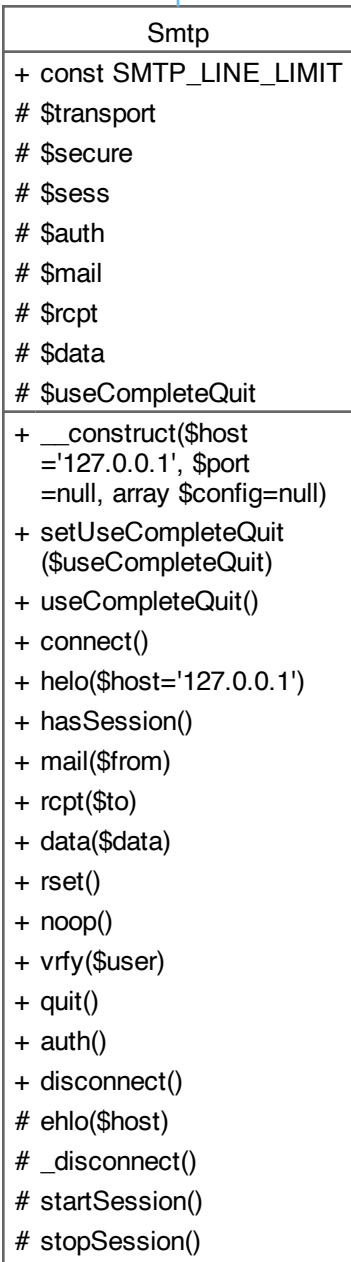 Smtp
+ const SMTP_LINE_LIMIT
# $transport
# $secure
# $sess
# $auth
# $mail
# $rcpt
# $data
# $useCompleteQuit
+ __construct($host
='127.0.0.1', $port
=null, array $config=null)
+ setUseCompleteQuit
($useCompleteQuit)
+ useCompleteQuit()
+ connect()
+ helo($host='127.0.0.1')
+ hasSession()
+ mail($from)
+ rcpt($to)
+ data($data)
+ rset()
+ noop()
+ vrfy($user)
+ quit()
+ auth()
+ disconnect()
# ehlo($host)
# _disconnect()
# startSession()
# stopSession()